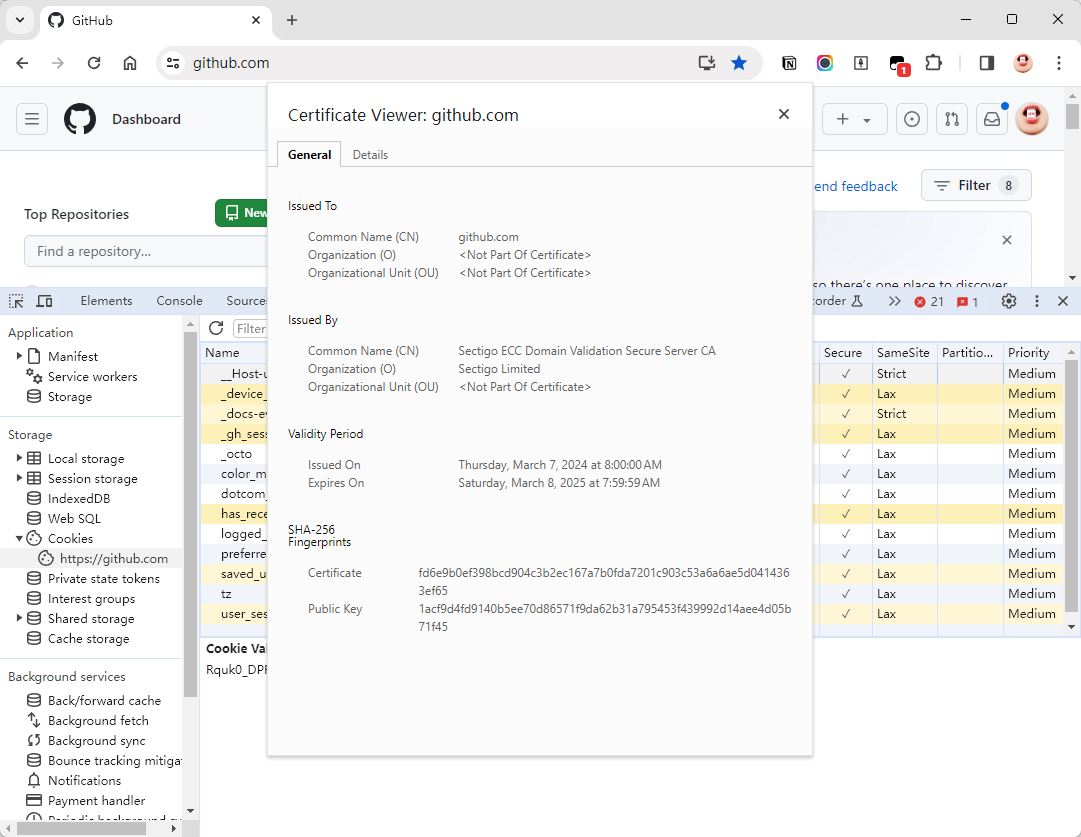 GitHub
github.com
1
Dashboard
Certificate Viewer: github.com
General
Details
end feedback
Filter 8
Top Repositories
New
Find a repository...
so there's one place to discover
Issued To
Common Name (CN) github.com
Organization (O) <Not Part Of Certificate>
Organizational Unit (OU) <Not Part Of Certificate>
Issued By
Common Name (CN) Sectigo ECC Domain Validation Secure Server CA
Organization (O) Sectigo Limited
Organizational Unit (OU) <Not Part Of Certificate>
Validity Period
Issued On Thursday, March 7, 2024 at 8:00:00 AM
Expires On Saturday, March 8, 2025 at 7:59:59 AM
SHA-256
Fingerprints
Certificate fd6e9b0ef398bcd904c3b2ec167a7b0fda7201c903c53a6a6ae5d041436
3ef65
Public Key 1acf9d4fd9140b5ee70d86571f9da62b31a795453f439992d14aee4d05b
71f45
Elements Console Source
order 21 1
Application
Manifest
Service workers
Storage
Storage
Local storage
Session storage
IndexedDB
Web SQL
Cookies
https://github.com
Private state tokens
Interest groups
Shared storage
Cache storage
Background services
Back/forward cache
Background fetch
Background sync
Bounce tracking mitiga
Notifications
Payment handler
Filter
Name Secure SameSite Partitio... Priority
__Host-u ✓ Strict Medium
_device_ ✓ Lax Medium
_docs-ev ✓ Strict Medium
_gh_sess ✓ Lax Medium
_octo ✓ Lax Medium
color_m ✓ Lax Medium
dotcom_ ✓ Lax Medium
has_rece ✓ Lax Medium
logged_ ✓ Lax Medium
preferre ✓ Lax Medium
saved_u ✓ Lax Medium
tz ✓ Lax Medium
user_ses ✓ Lax Medium
Cookie Val
Rquk0_DPF